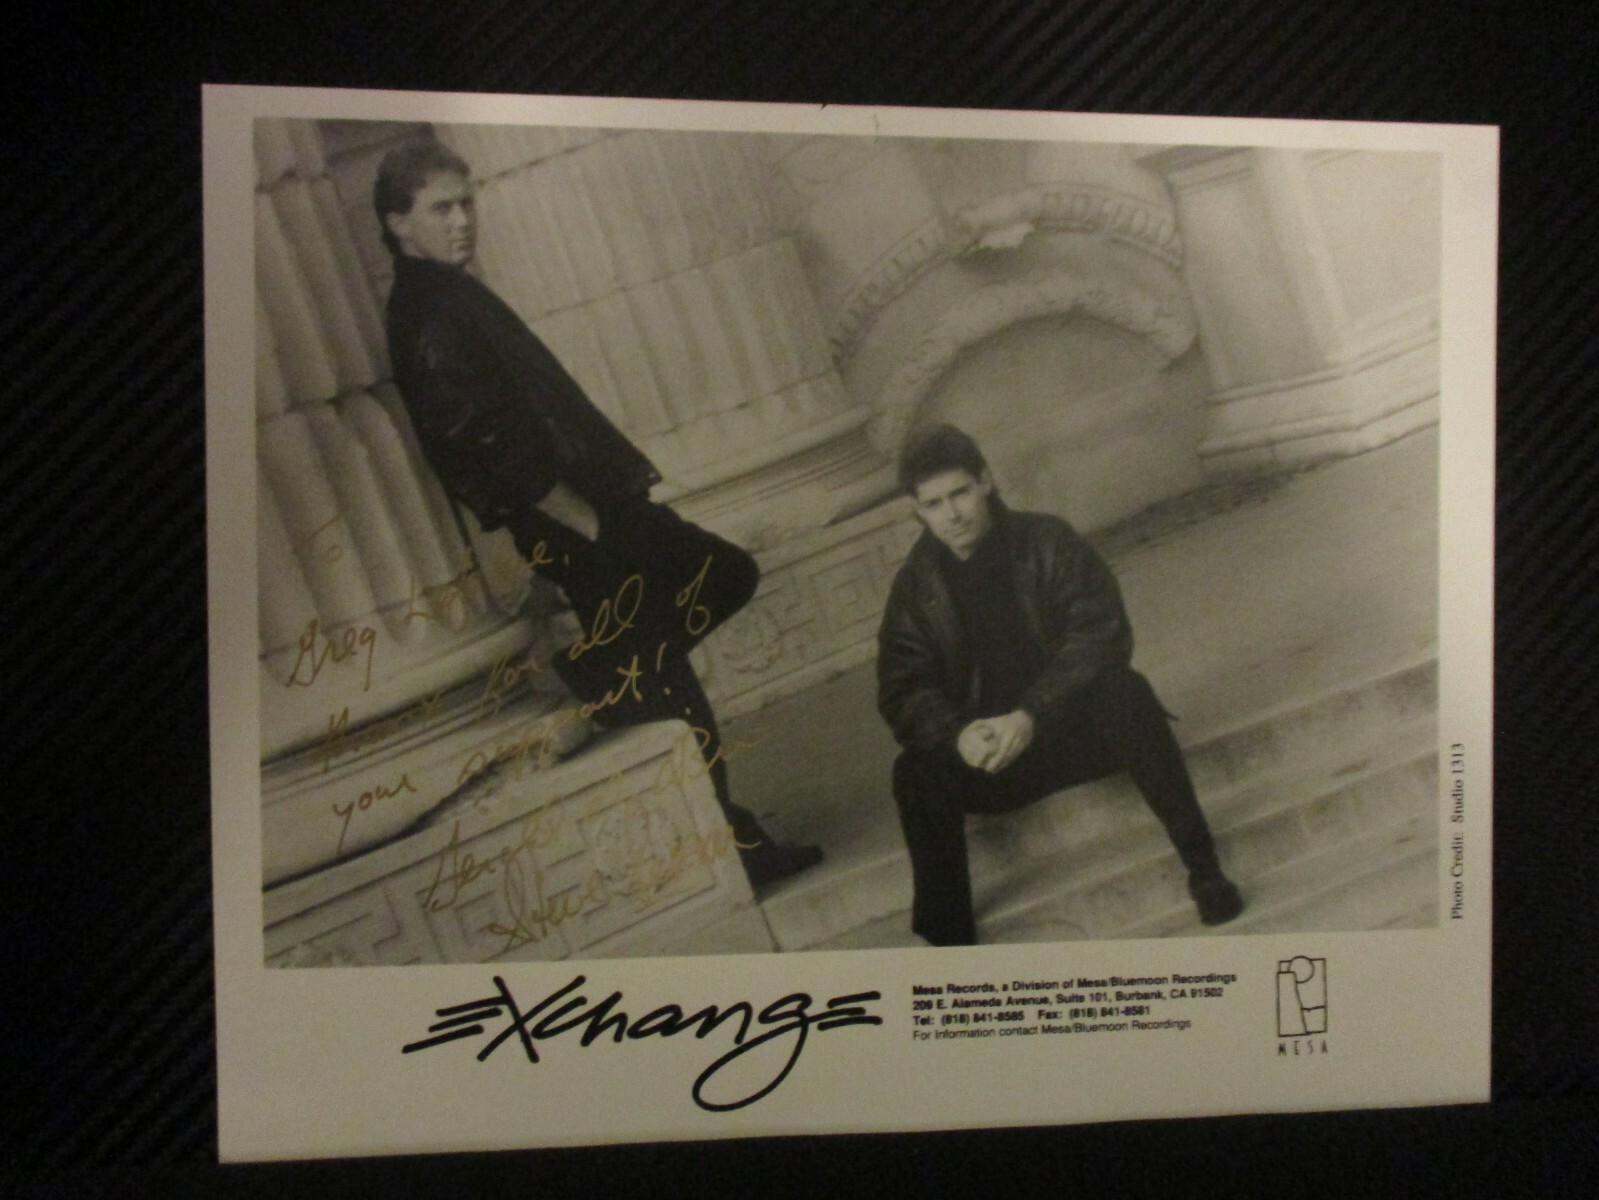 To
Greg
Thanks for all of
your support!
Photo Credit: Studio 1313
EXchangE
Mesa Records, a Division of Mesa/Bluemoon Recordings
209 E. Alameda Avenue, Suite 101, Burbank, CA 91502
Tel: (818) 841-8585 Fax: (818) 841-8581
For Information contact Mesa/Bluemoon Recordings
MESA